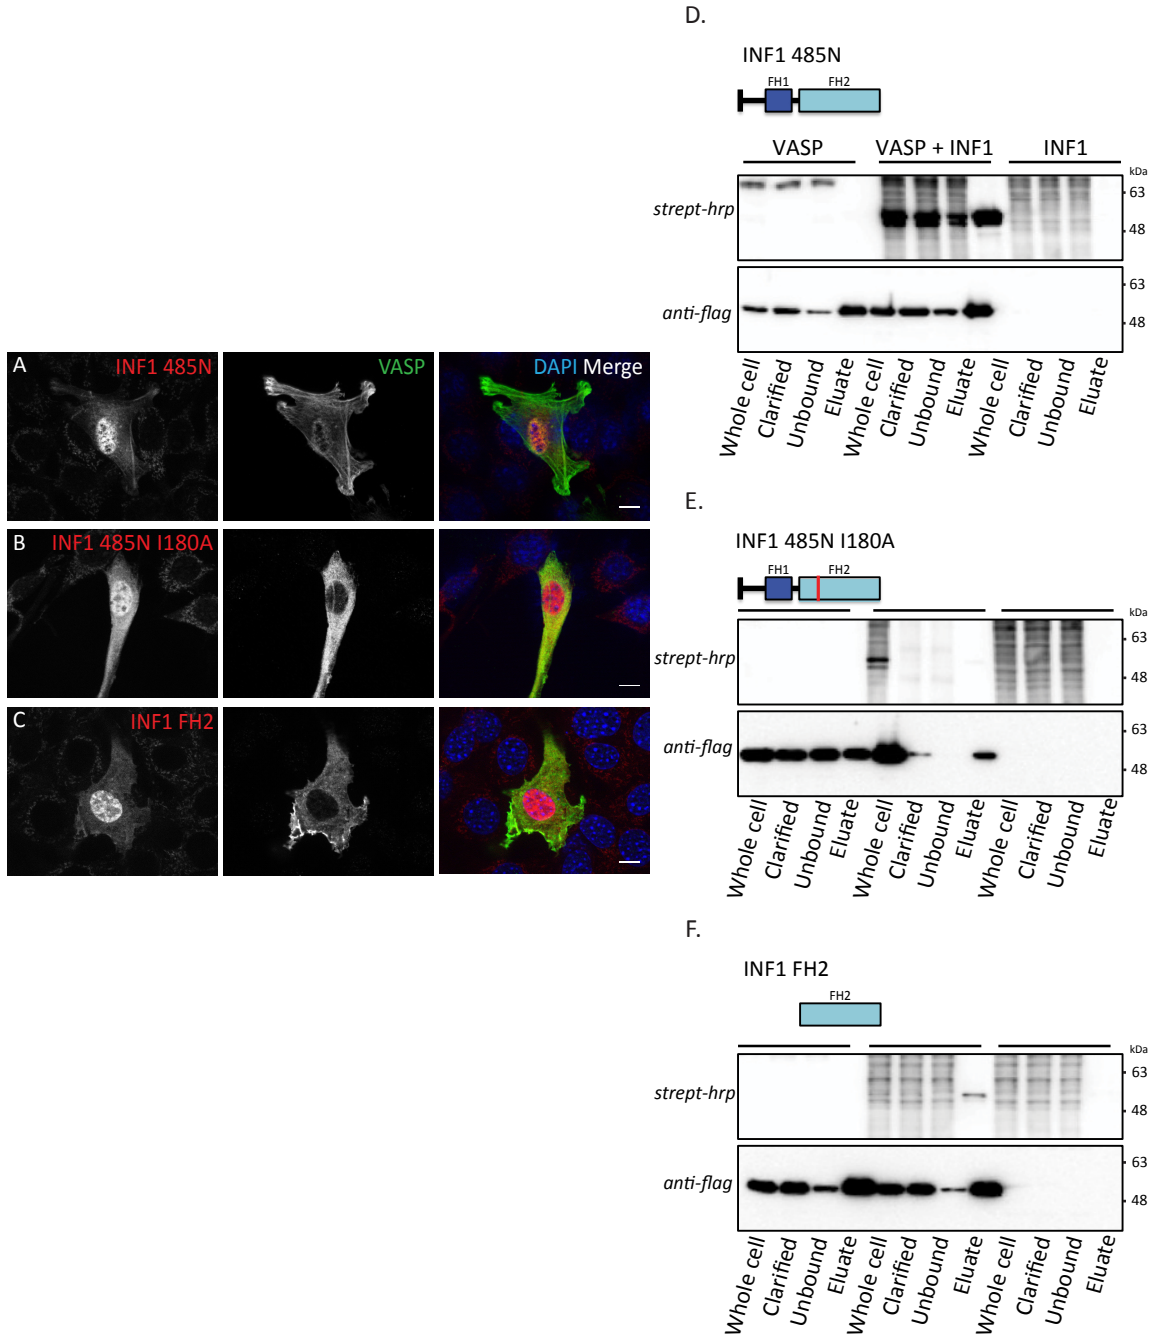 A
INF1 485N
VASP
DAPI Merge
B
INF1 485N I180A
C
INF1 FH2
D.
INF1 485N
FH1
FH2
VASP
VASP + INF1
INF1
kDa
strept-hrp
63
48
anti-flag
63
48
Whole cell
Clarified
Unbound
Eluate
Whole cell
Clarified
Unbound
Eluate
Whole cell
Clarified
Unbound
Eluate
E.
INF1 485N I180A
FH1
FH2
kDa
strept-hrp
63
48
anti-flag
63
48
Whole cell
Clarified
Unbound
Eluate
Whole cell
Clarified
Unbound
Eluate
Whole cell
Clarified
Unbound
Eluate
F.
INF1 FH2
FH2
kDa
strept-hrp
63
48
anti-flag
63
48
Whole cell
Clarified
Unbound
Eluate
Whole cell
Clarified
Unbound
Eluate
Whole cell
Clarified
Unbound
Eluate